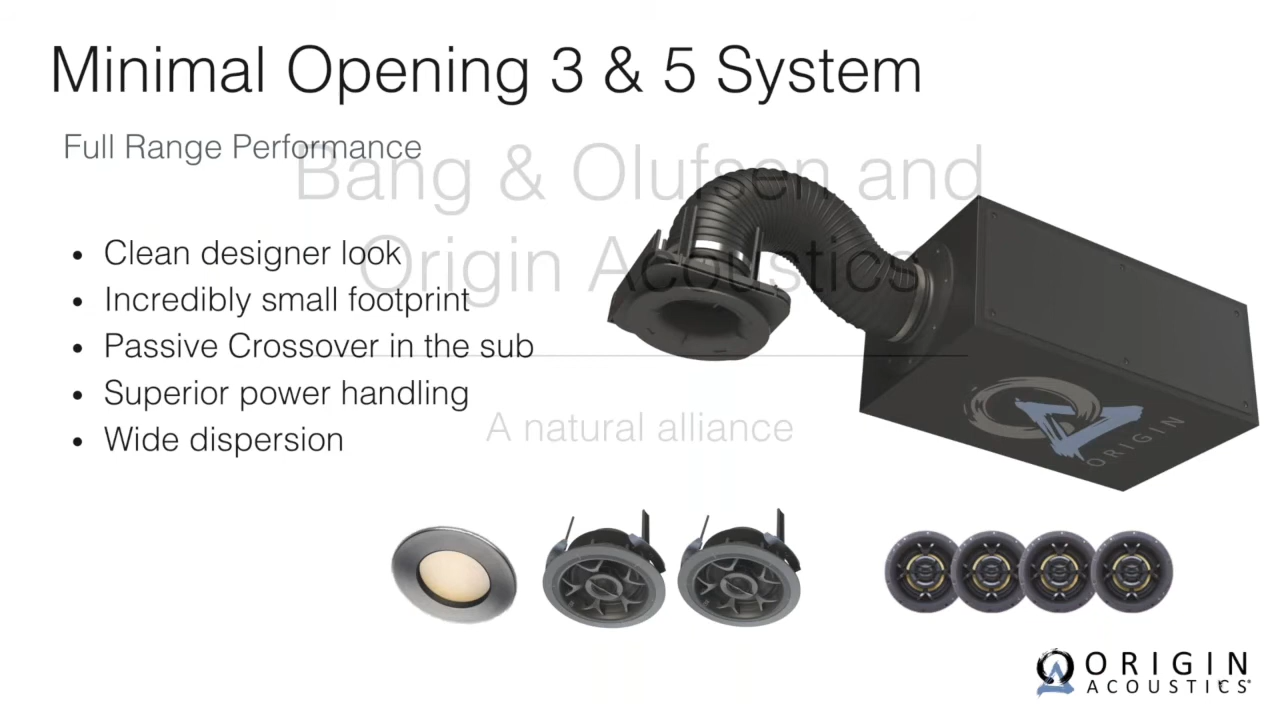 Minimal Opening 3 & 5 System
Full Range Performance
Bang & Olufsen and
Origin Acoustics
• Clean designer look
• Incredibly small footprint
• Passive Crossover in the sub
• Superior power handling
• Wide dispersion
A natural alliance
ORIGIN
ORIGIN
ACOUSTICS®